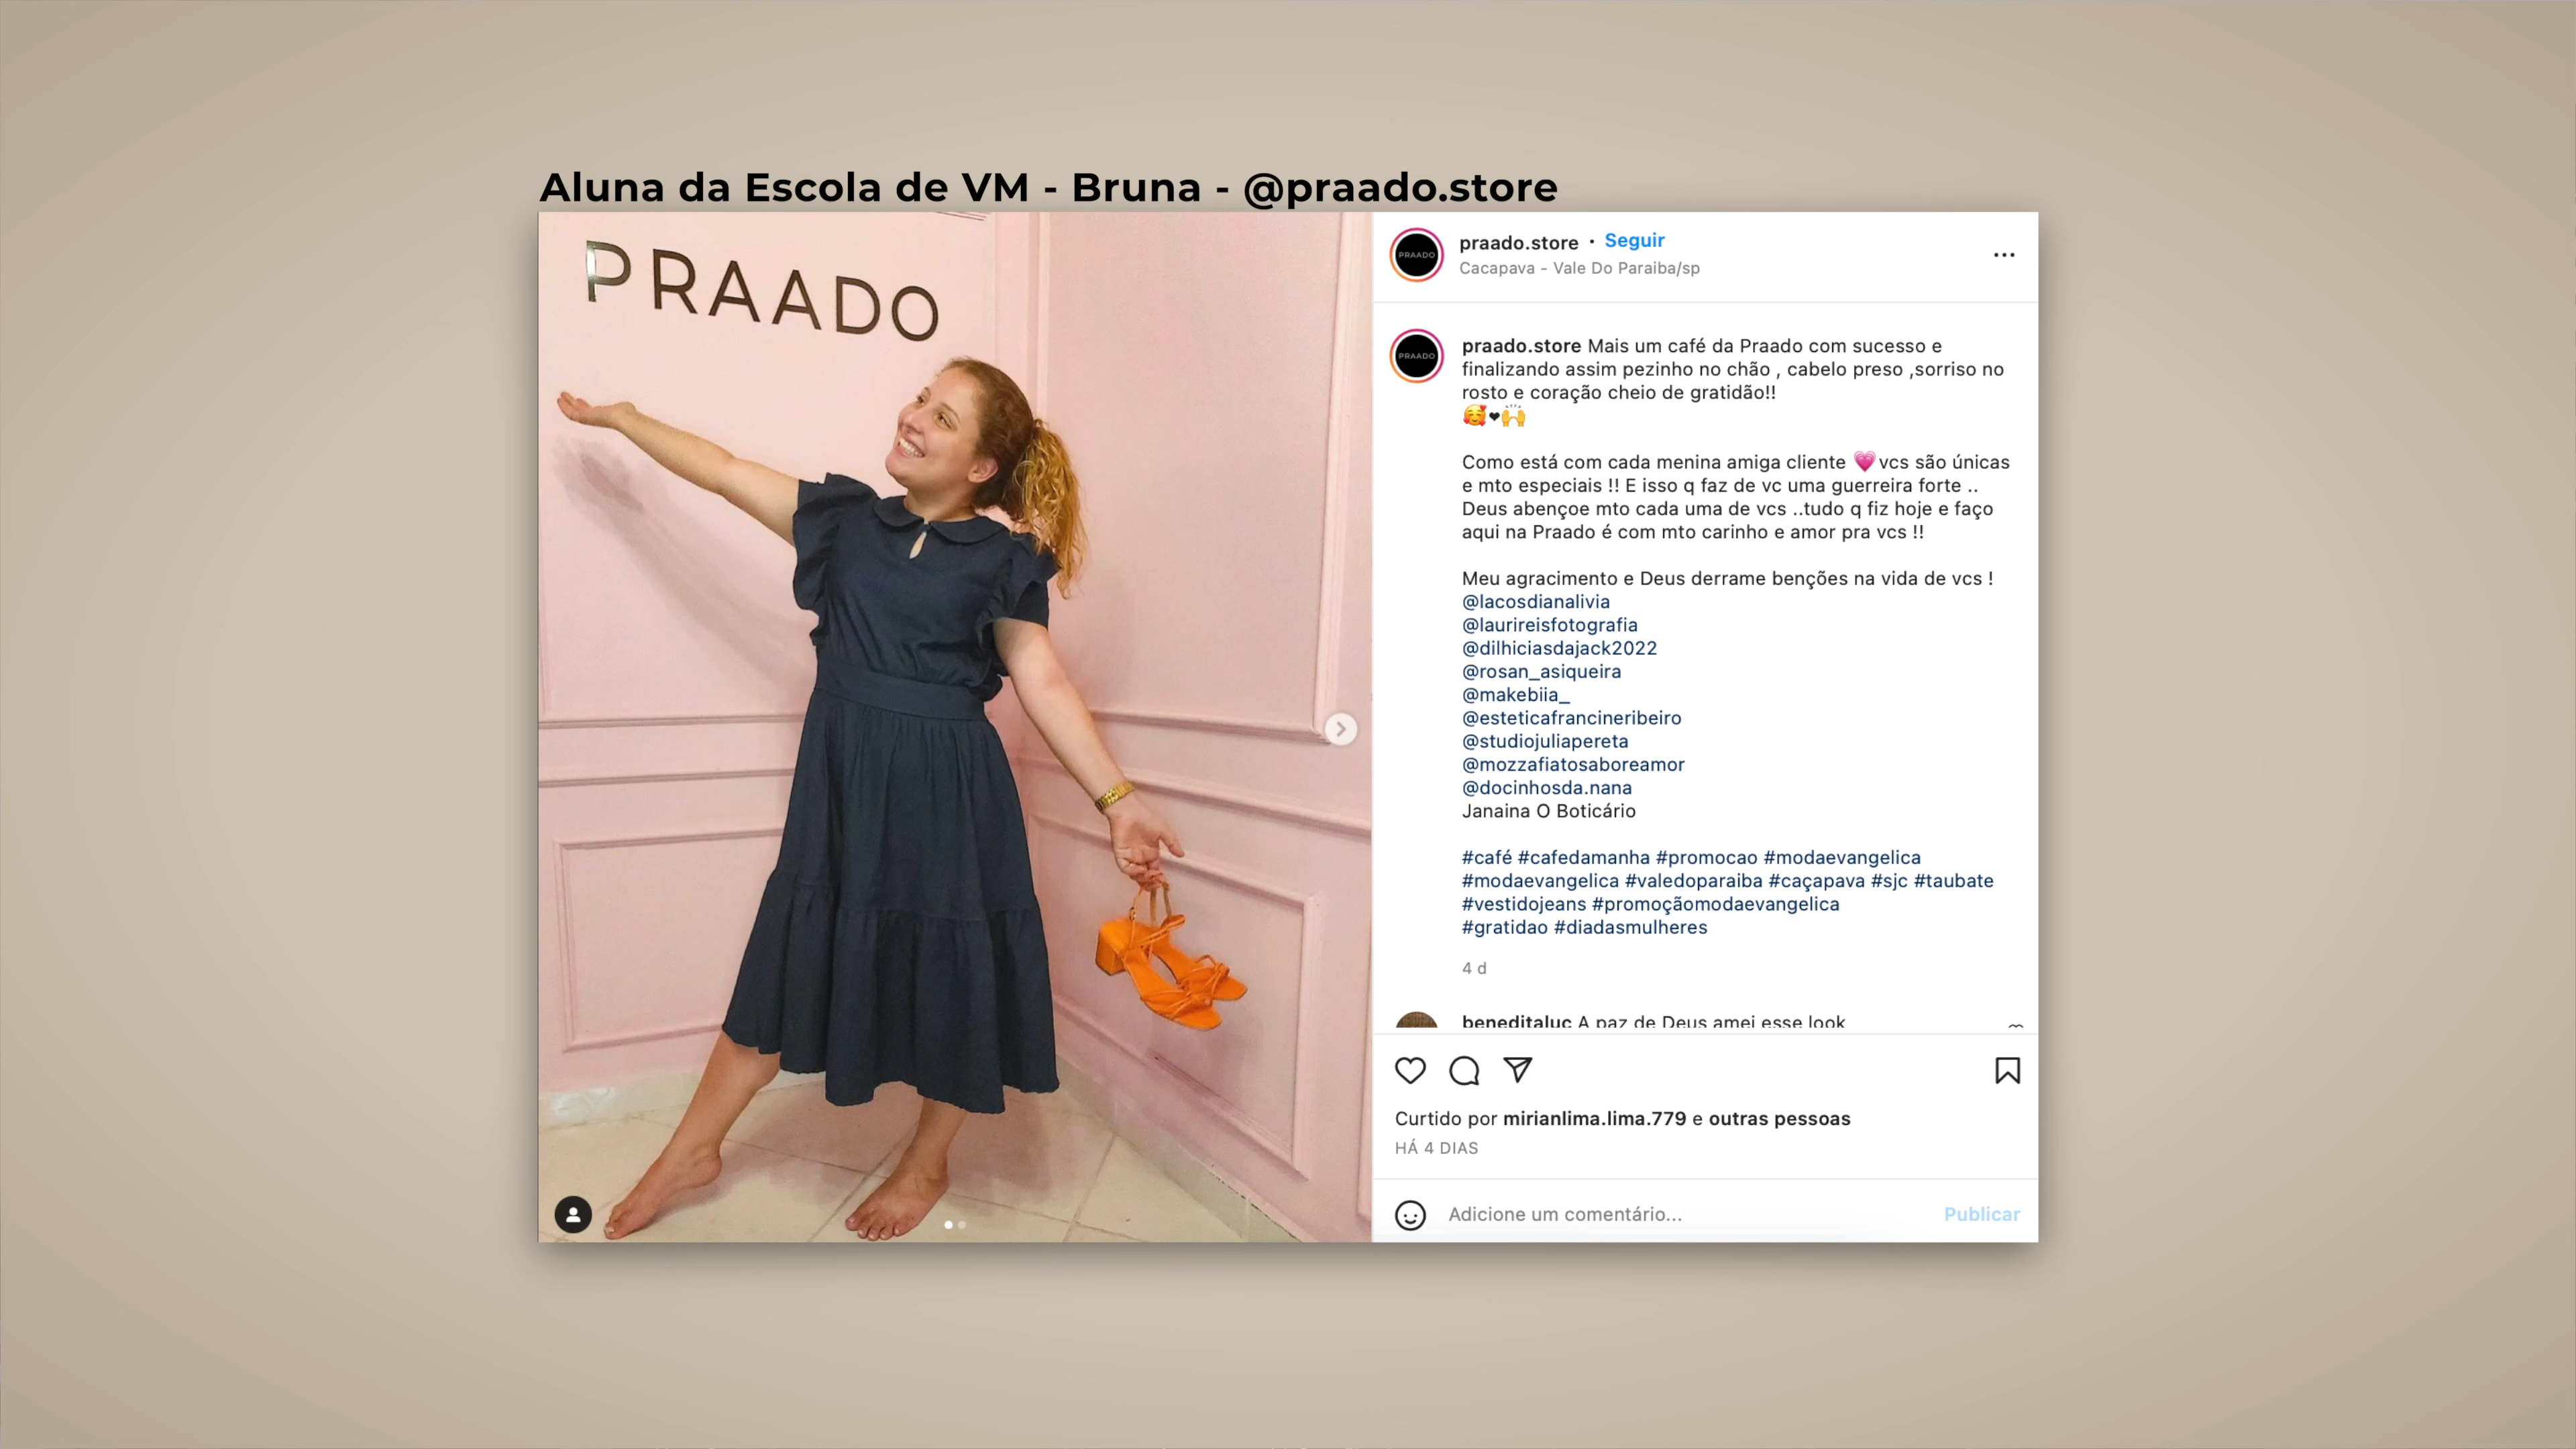 Aluna da Escola de VM - Bruna - @praado.store
PRAADO
PRAADO
praado.store • Seguir
Cacapava - Vale Do Paraiba/sp
PRAADO
praado.store Mais um café da Praado com sucesso e
finalizando assim pezinho no chão , cabelo preso ,sorriso no
rosto e coração cheio de gratidão!!
🥰❤🙌
Como está com cada menina amiga cliente 💗vcs são únicas
e mto especiais !! E isso q faz de vc uma guerreira forte ..
Deus abençoe mto cada uma de vcs ..tudo q fiz hoje e faço
aqui na Praado é com mto carinho e amor pra vcs !!
Meu agracimento e Deus derrame benções na vida de vcs !
@lacosdianalivia
@laurireisfotografia
@dilhiciasdajack2022
@rosan_asiqueira
@makebiia_
@esteticafrancineribeiro
@studiojuliapereta
@mozzafiatosaboreamor
@docinhosda.nana
Janaina O Boticário
#café #cafedamanha #promocao #modaevangelica
#modaevangelica #valedoparaiba #caçapava #sjc #taubate
#vestidojeans #promoçãomodaevangelica
#gratidao #diadasmulheres
4 d
beneditaluc A paz de Deus amei esse look
Curtido por mirianlima.lima.779 e outras pessoas
HÁ 4 DIAS
Adicione um comentário...
Publicar